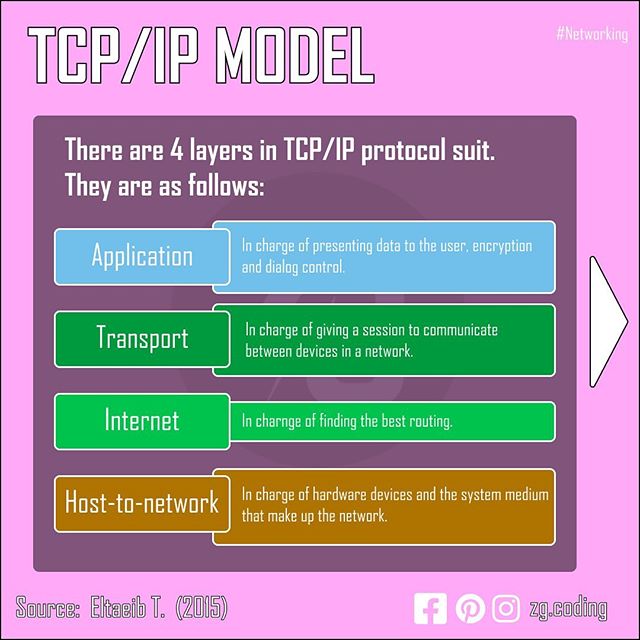 TCP/IP MODEL
#Networking
There are 4 layers in TCP/IP protocol suit.
They are as follows:
Application
In charge of presenting data to the user, encryption
and dialog control.
Transport
In charge of giving a session to communicate
between devices in a network.
Internet
In charnge of finding the best routing.
Host-to-network
In charge of hardware devices and the system medium
that make up the network.
Source: Eltaeib T. (2015)
zg.coding